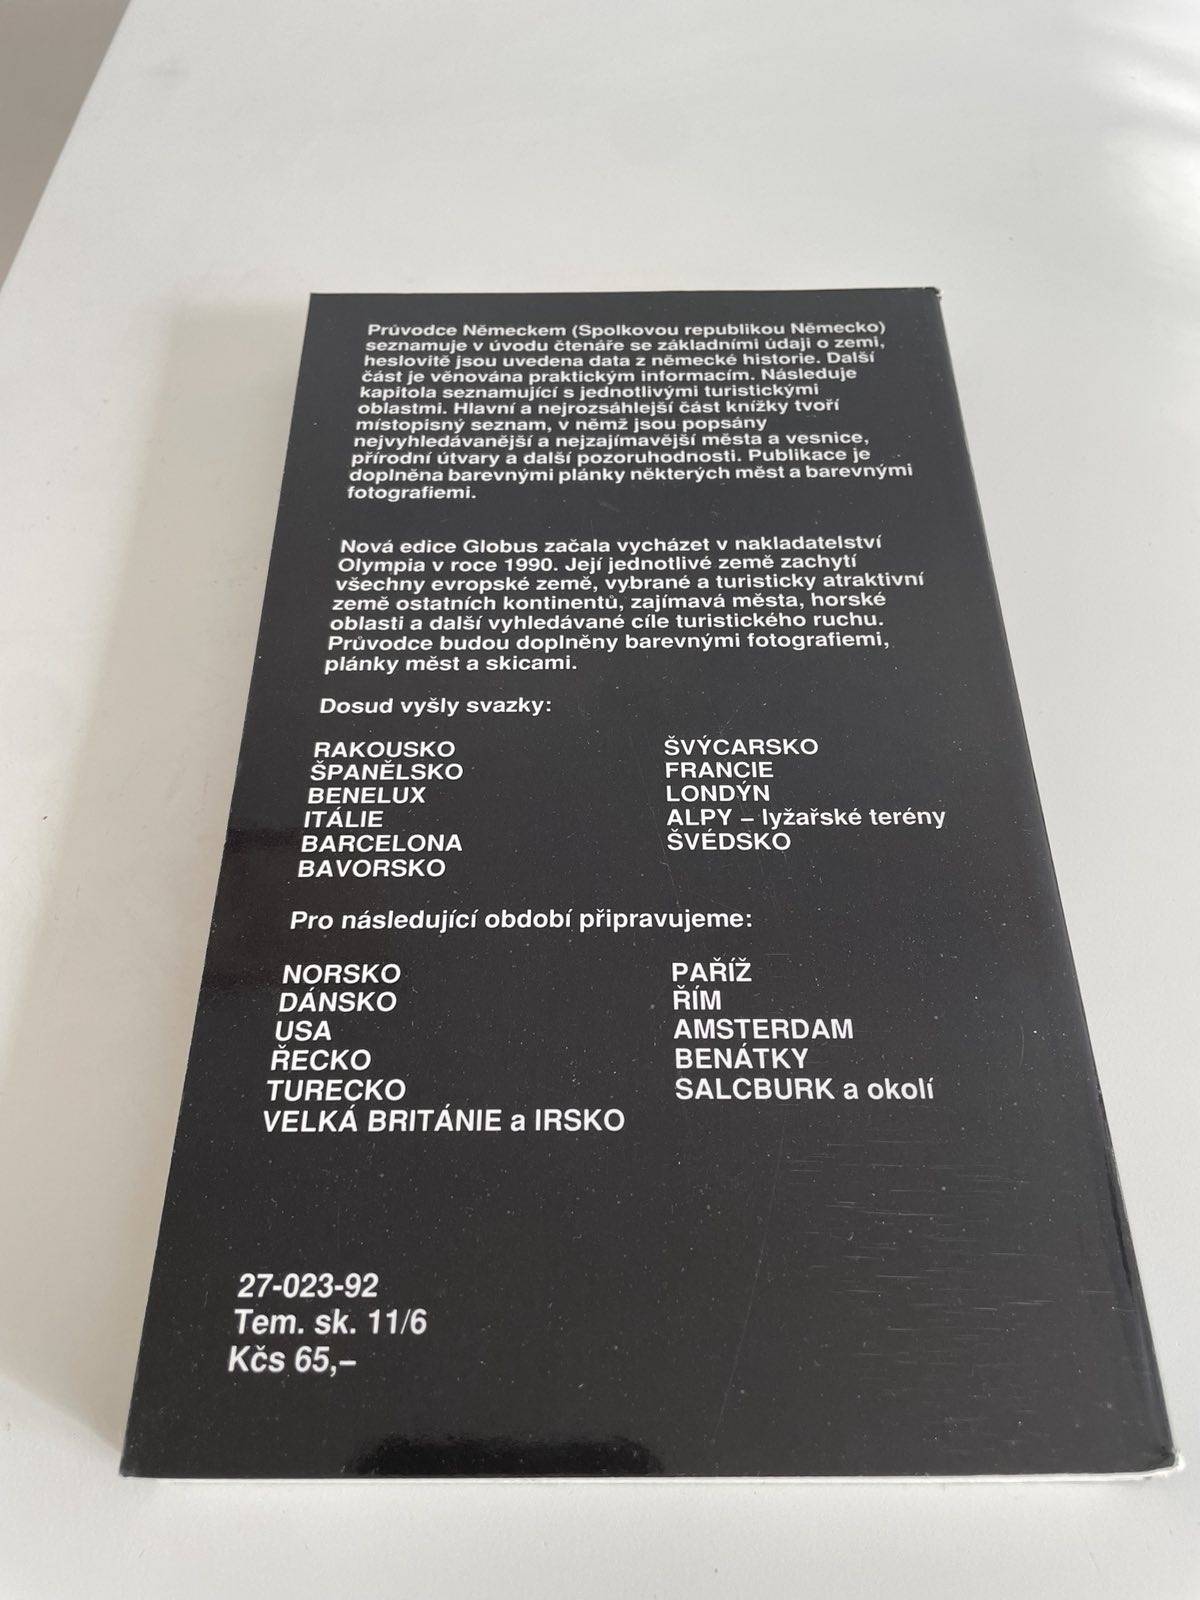 Průvodce Německem (Spolkovou republikou Německo)
seznamuje v úvodu čtenáře se základními údaji o zemi,
heslovitě jsou uvedena data z německé historie. Další
část je věnována praktickým informacím. Následuje
kapitola seznamující s jednotlivými turistickými
oblastmi. Hlavní a nejrozsáhlejší část knížky tvoří
místopisný seznam, v němž jsou popsány
nejvyhledávanější a nejzajímavější města a vesnice,
přírodní útvary a další pozoruhodnosti. Publikace je
doplněna barevnými plánky některých měst a barevnými
fotografiemi.
Nová edice Globus začala vycházet v nakladatelství
Olympia v roce 1990. Její jednotlivé země zachytí
všechny evropské země, vybrané a turisticky atraktivní
země ostatních kontinentů, zajímavá města, horské
oblasti a další vyhledávané cíle turistického ruchu.
Průvodce budou doplněny barevnými fotografiemi,
plánky měst a skicami.
Dosud vyšly svazky:
RAKOUSKO
ŠPANĚLSKO
BENELUX
ITÁLIE
BARCELONA
BAVORSKO
ŠVÝCARSKO
FRANCIE
LONDÝN
ALPY – lyžařské terény
ŠVÉDSKO
Pro následující období připravujeme:
NORSKO
DÁNSKO
USA
ŘECKO
TURECKO
VELKÁ BRITÁNIE a IRSKO
PAŘÍŽ
ŘÍM
AMSTERDAM
BENÁTKY
SALCBURK a okolí
27-023-92
Tem. sk. 11/6
Kčs 65,–